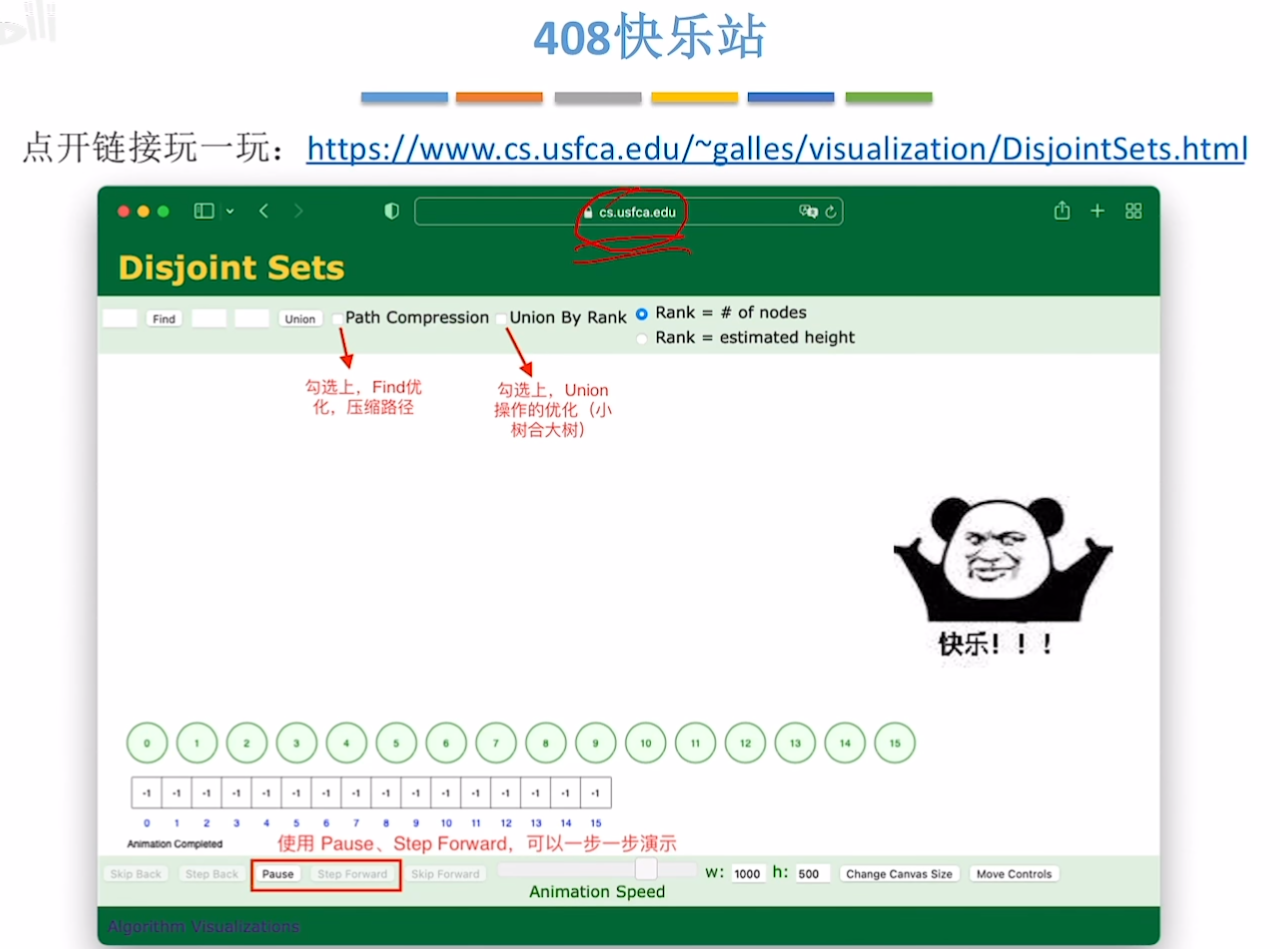 bili
408快乐站
点开链接玩一玩：https://www.cs.usfca.edu/~galles/visualization/DisjointSets.html
cs.usfca.edu
Disjoint Sets
Find Union Path Compression Union By Rank Rank = # of nodes
Rank = estimated height
勾选上，Find优
化，压缩路径
勾选上，Union
操作的优化（小
树合大树）
快乐！！！
0 1 2 3 4 5 6 7 8 9 10 11 12 13 14 15
-1 -1 -1 -1 -1 -1 -1 -1 -1 -1 -1 -1 -1 -1 -1 -1
0 1 2 3 4 5 6 7 8 9 10 11 12 13 14 15
Animation Completed
使用 Pause、Step Forward，可以一步一步演示
Skip Back Step Back Pause Step Forward Skip Forward w: 1000 h: 500 Change Canvas Size Move Controls
Animation Speed
Algorithm Visualizations